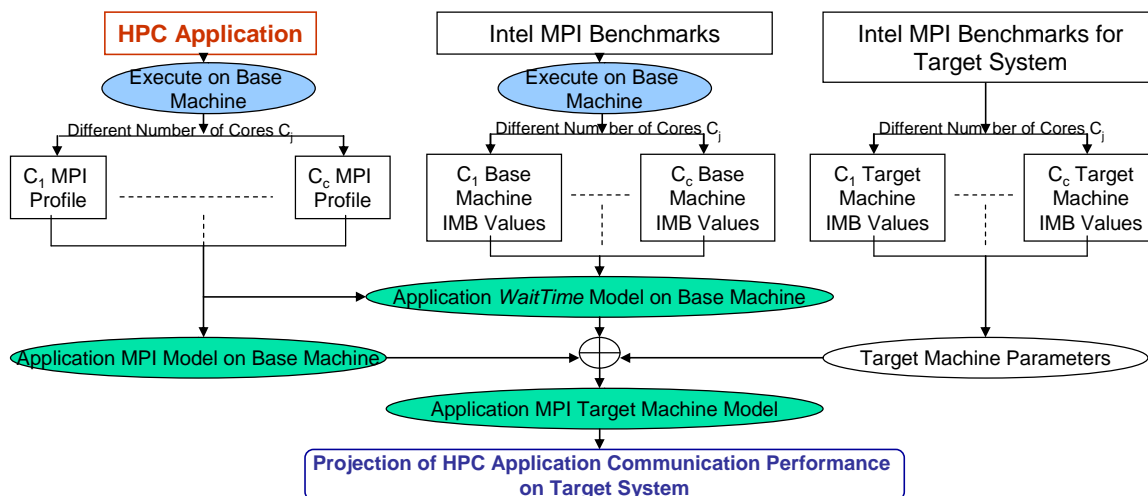 HPC Application
Intel MPI Benchmarks
Intel MPI Benchmarks for
Target System
Execute on Base
Machine
Execute on Base
Machine
Different Number of Cores Cj
Different Number of Cores Cj
Different Number of Cores Cj
C1 MPI
Profile
Cc MPI
Profile
C1 Base
Machine
IMB Values
Cc Base
Machine
IMB Values
C1 Target
Machine
IMB Values
Cc Target
Machine
IMB Values
Application WaitTime Model on Base Machine
Application MPI Model on Base Machine
Target Machine Parameters
Application MPI Target Machine Model
Projection of HPC Application Communication Performance
on Target System